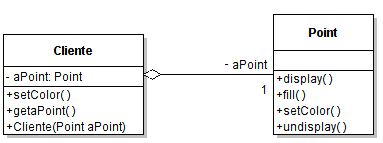 Cliente
- aPoint: Point
+setColor()
+getaPoint()
+Cliente(Point aPoint)
- aPoint
1
Point
+display()
+fill()
+setColor()
+undisplay()